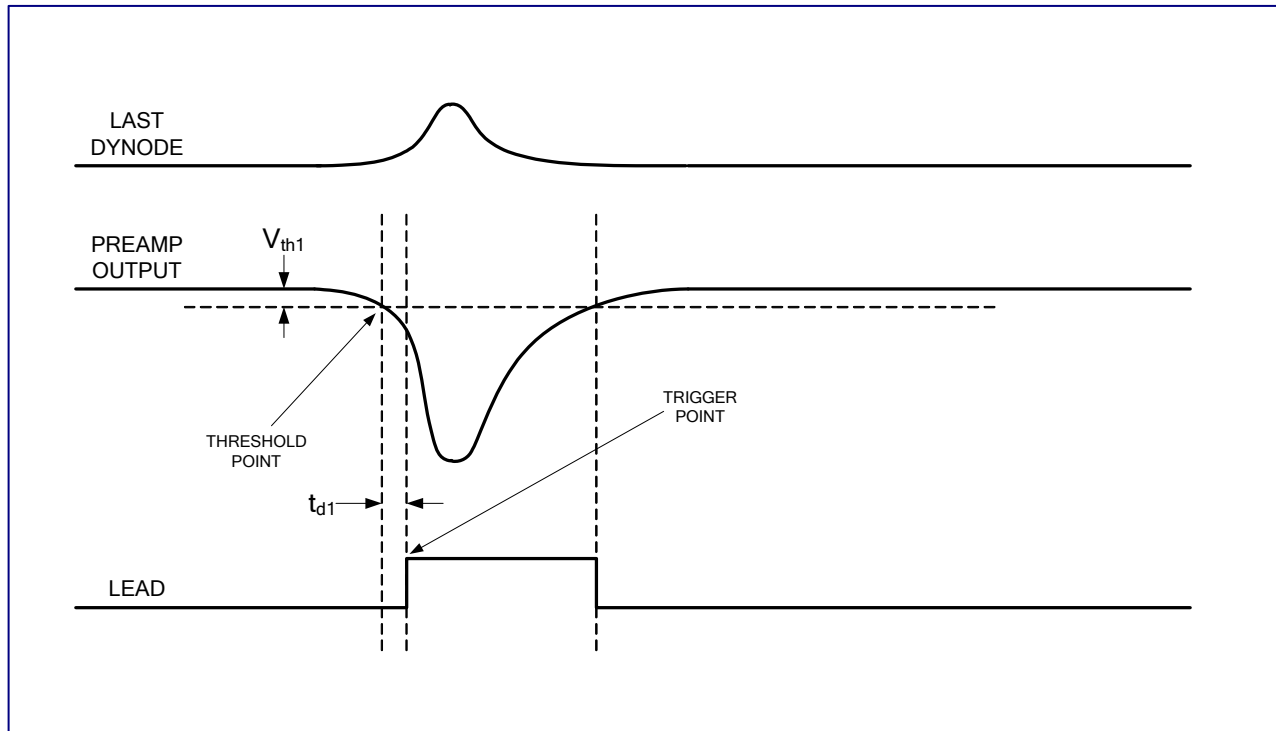 LAST
DYNODE
PREAMP
OUTPUT
Vth1
THRESHOLD
POINT
TRIGGER
POINT
td1
LEAD